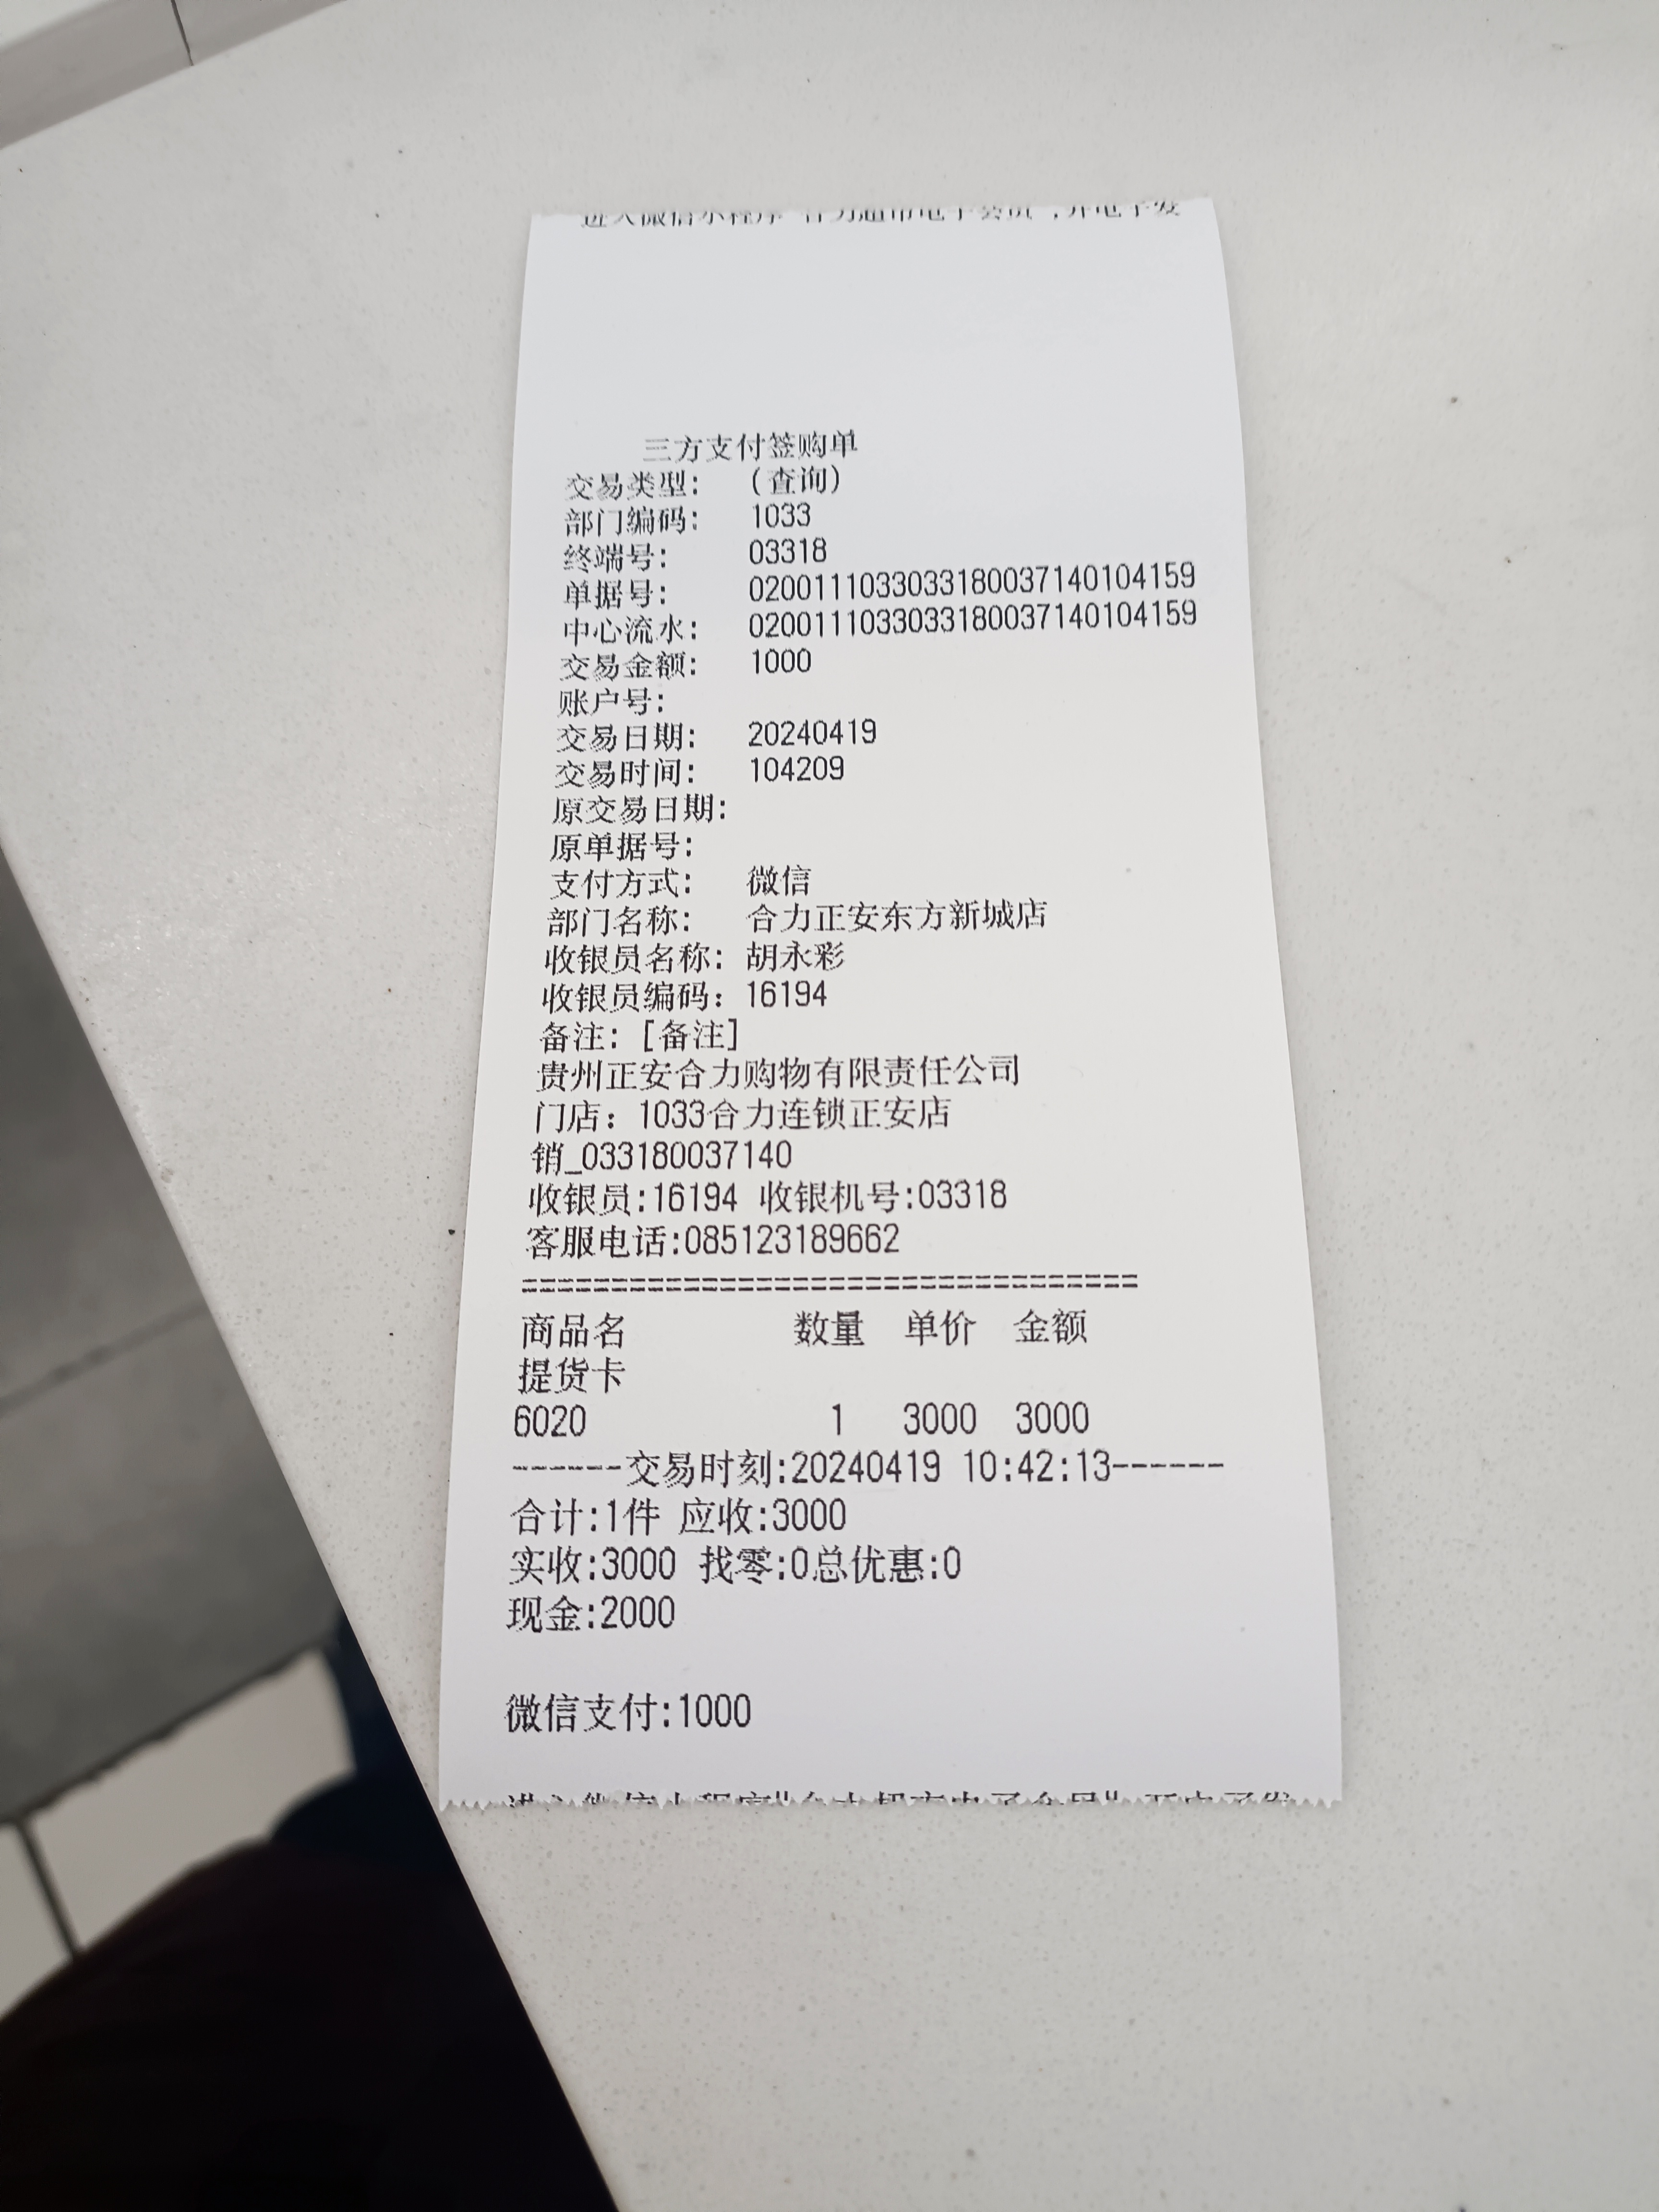 三方支付签购单
交易类型: (查询)
部门编码: 1033
终端号: 03318
单据号: 0200111033033180037140104159
中心流水: 0200111033033180037140104159
交易金额: 1000
账户号:
交易日期: 20240419
交易时间: 104209
原交易日期:
原单据号:
支付方式: 微信
部门名称: 合力正安东方新城店
收银员名称: 胡永彩
收银员编码: 16194
备注: [备注]
贵州正安合力购物有限责任公司
门店: 1033合力连锁正安店
销_033180037140
收银员:16194 收银机号:03318
客服电话:085123189662
==================================
商品名 数量 单价 金额
提货卡
6020 1 3000 3000
------交易时刻:20240419 10:42:13------
合计:1件 应收:3000
实收:3000 找零:0总优惠:0
现金:2000
微信支付:1000